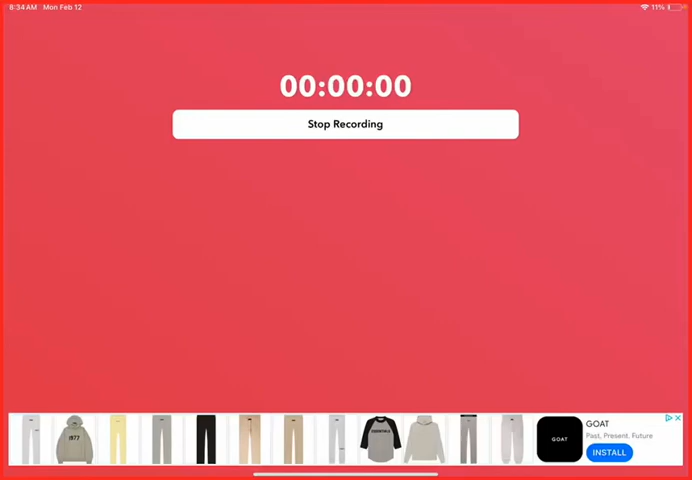 8:34 AM Mon Feb 12
11%
00:00:00
Stop Recording
1977
ESSENTIALS
GOAT
GOAT
Past, Present, Future
INSTALL